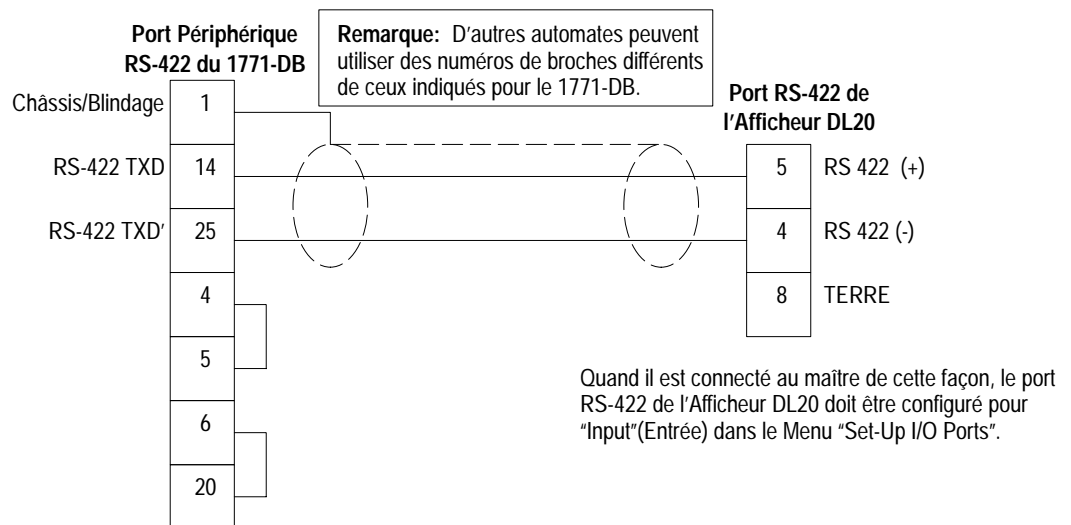 Port Périphérique
RS-422 du 1771-DB
Remarque: D'autres automates peuvent
utiliser des numéros de broches différents
de ceux indiqués pour le 1771-DB.
Port RS-422 de
l'Afficheur DL20
Châssis/Blindage 1
RS-422 TXD 14
5 RS 422 (+)
RS-422 TXD' 25
4 RS 422 (-)
4
8 TERRE
5
6
20
Quand il est connecté au maître de cette façon, le port
RS-422 de l'Afficheur DL20 doit être configuré pour
“Input”(Entrée) dans le Menu “Set-Up I/O Ports”.